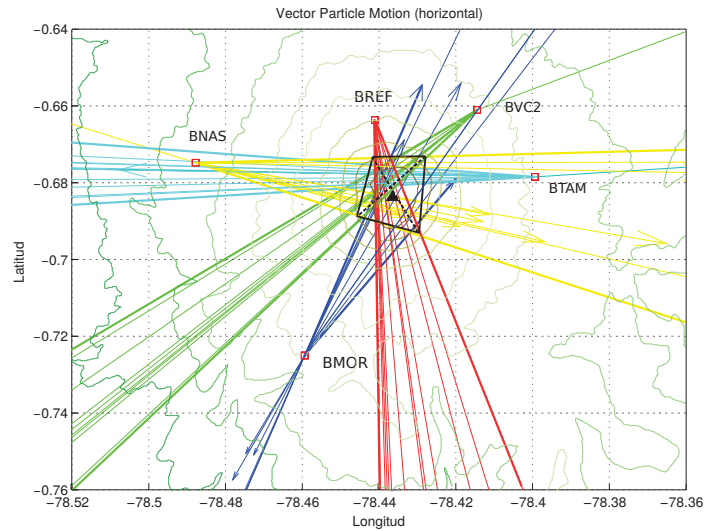 Vector Particle Motion (horizontal)
−0.64
−0.66
BREF
BVC2
BNAS
−0.68
BTAM
Latitud
−0.7
−0.72
BMOR
−0.74
−0.76
−78.52 −78.5 −78.48 −78.46 −78.44 −78.42 −78.4 −78.38 −78.36
Longitud